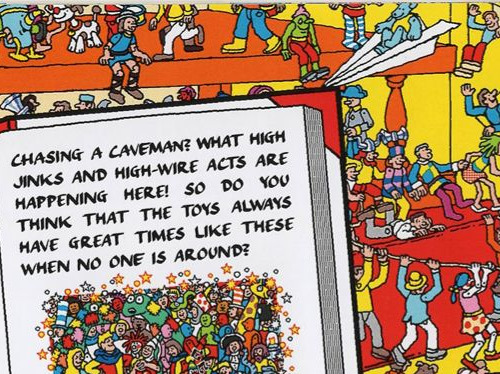 CHASING A CAVEMAN? WHAT HIGH
JINKS AND HIGH-WIRE ACTS ARE
HAPPENING HERE! SO DO YOU
THINK THAT THE TOYS ALWAYS
HAVE GREAT TIMES LIKE THESE
WHEN NO ONE IS AROUND?